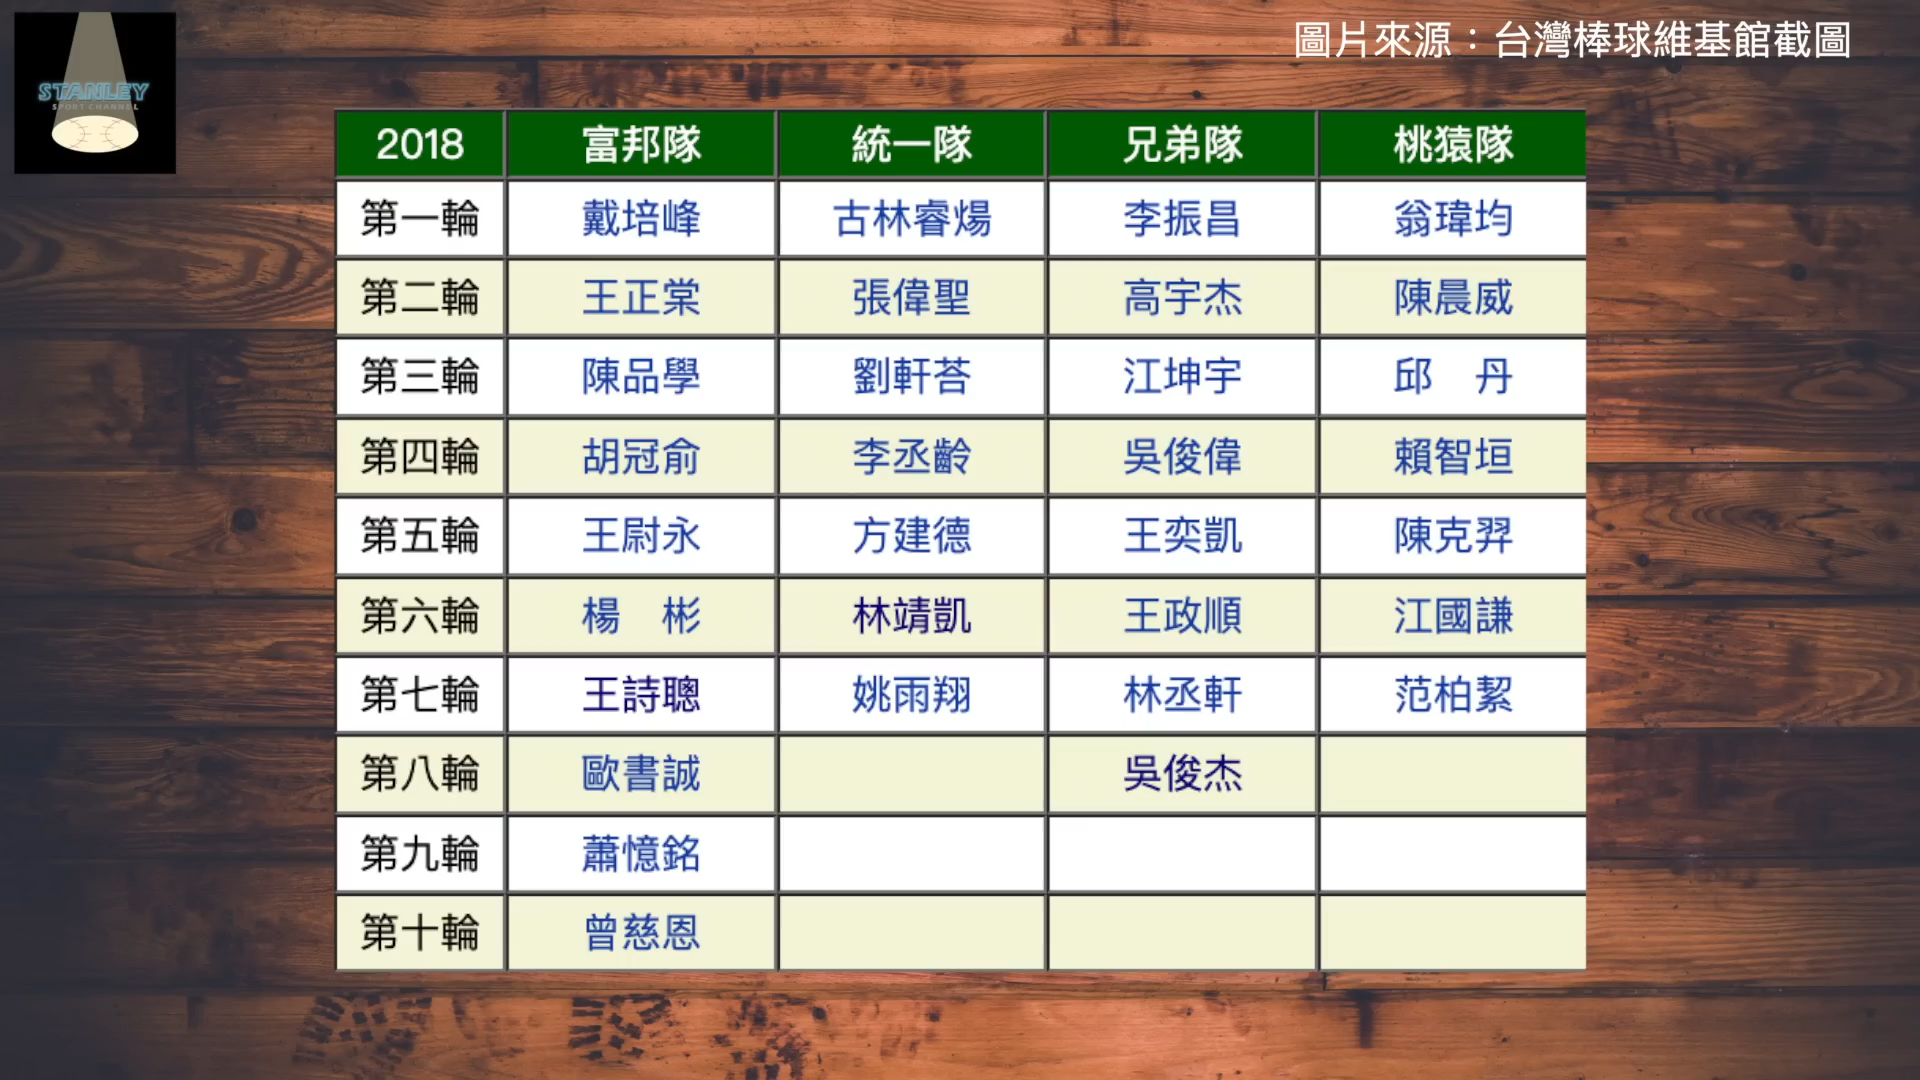 STANLEY
SPORT CHANNEL
圖片來源：台灣棒球維基館截圖
2018 富邦隊 統一隊 兄弟隊 桃猿隊
第一輪 戴培峰 古林睿煬 李振昌 翁瑋均
第二輪 王正棠 張偉聖 高宇杰 陳晨威
第三輪 陳品學 劉軒荅 江坤宇 邱　丹
第四輪 胡冠俞 李丞齡 吳俊偉 賴智垣
第五輪 王尉永 方建德 王奕凱 陳克羿
第六輪 楊　彬 林靖凱 王政順 江國謙
第七輪 王詩聰 姚雨翔 林丞軒 范柏絜
第八輪 歐書誠 吳俊杰
第九輪 蕭憶銘
第十輪 曾慈恩